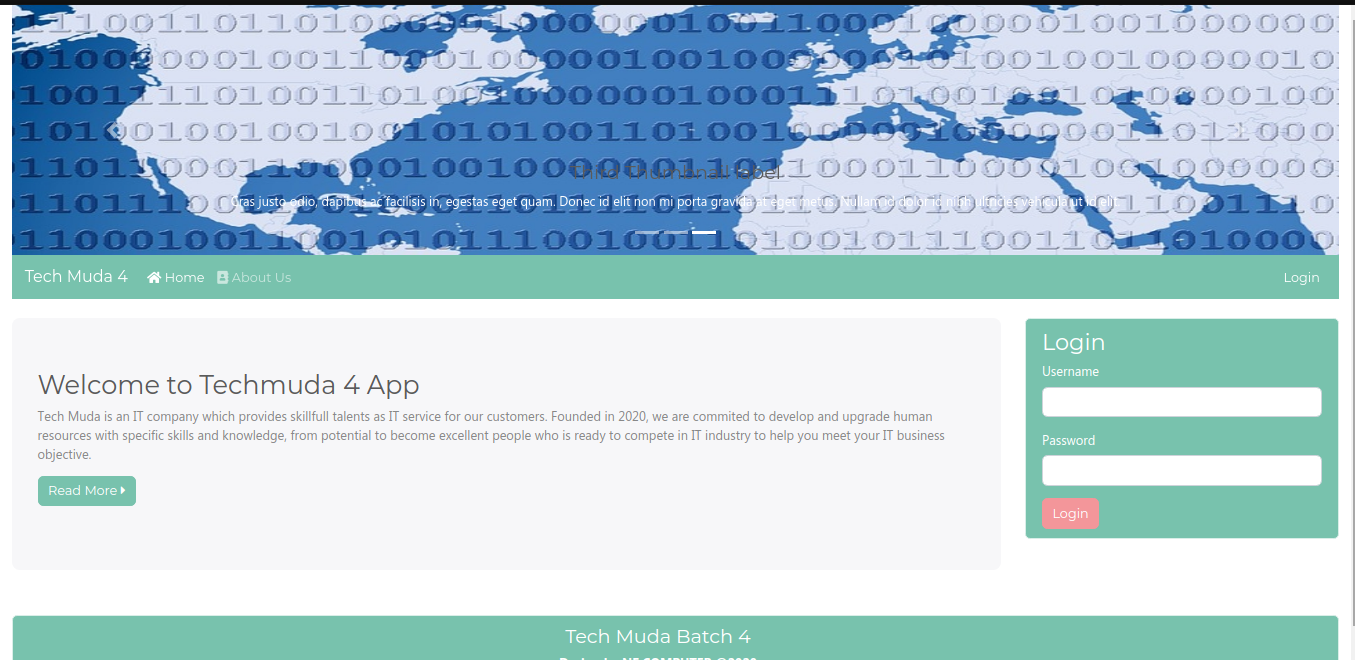 Third Thumbnail label
Cras justo odio, dapibus ac facilisis in, egestas eget quam. Donec id elit non mi porta gravida at eget metus. Nullam id dolor id nibh ultricies vehicula ut id elit.
Tech Muda 4 Home About Us Login
Welcome to Techmuda 4 App
Tech Muda is an IT company which provides skillfull talents as IT service for our customers. Founded in 2020, we are commited to develop and upgrade human
resources with specific skills and knowledge, from potential to become excellent people who is ready to compete in IT industry to help you meet your IT business
objective.
Read More
Login
Username
Password
Login
Tech Muda Batch 4